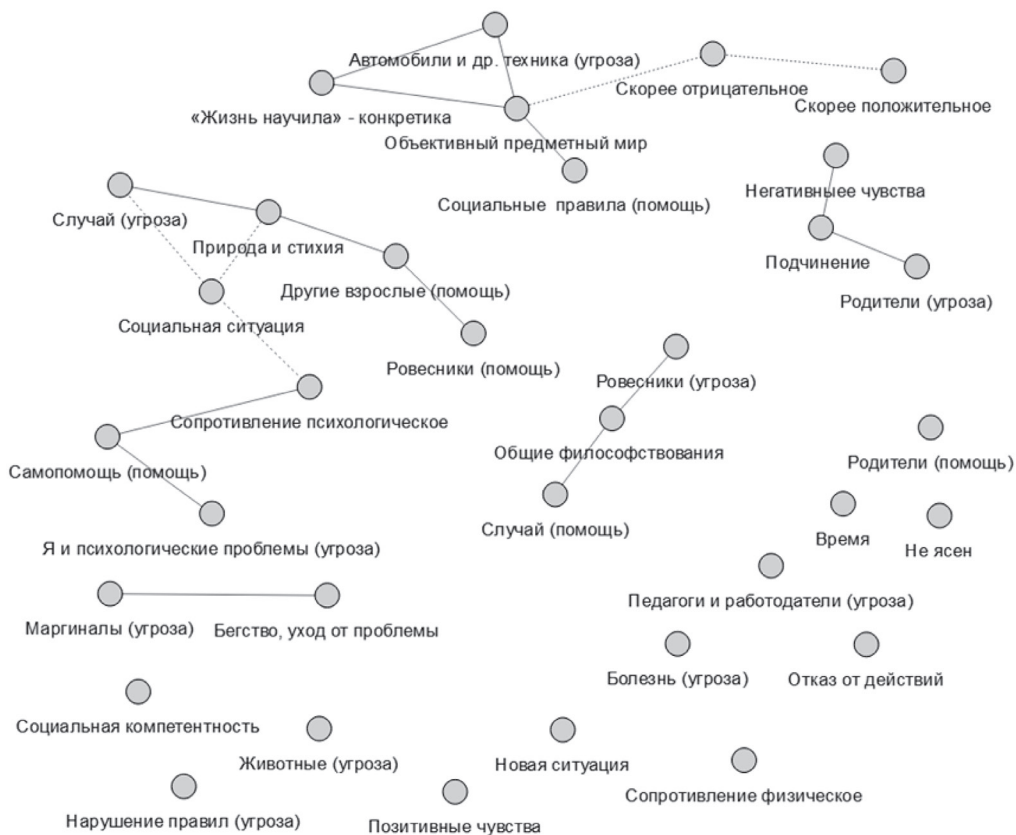 Автомобили и др. техника (угроза)
Скорее отрицательное
Скорее положительное
«Жизнь научила» - конкретика
Объективный предметный мир
Негативныее чувства
Социальные правила (помощь)
Случай (угроза)
Природа и стихия
Подчинение
Другие взрослые (помощь)
Родители (угроза)
Социальная ситуация
Ровесники (помощь)
Ровесники (угроза)
Сопротивление психологическое
Общие философствования
Родители (помощь)
Самопомощь (помощь)
Случай (помощь)
Время
Не ясен
Я и психологические проблемы (угроза)
Педагоги и работодатели (угроза)
Маргиналы (угроза)
Бегство, уход от проблемы
Болезнь (угроза)
Отказ от действий
Социальная компетентность
Животные (угроза)
Новая ситуация
Сопротивление физическое
Нарушение правил (угроза)
Позитивные чувства